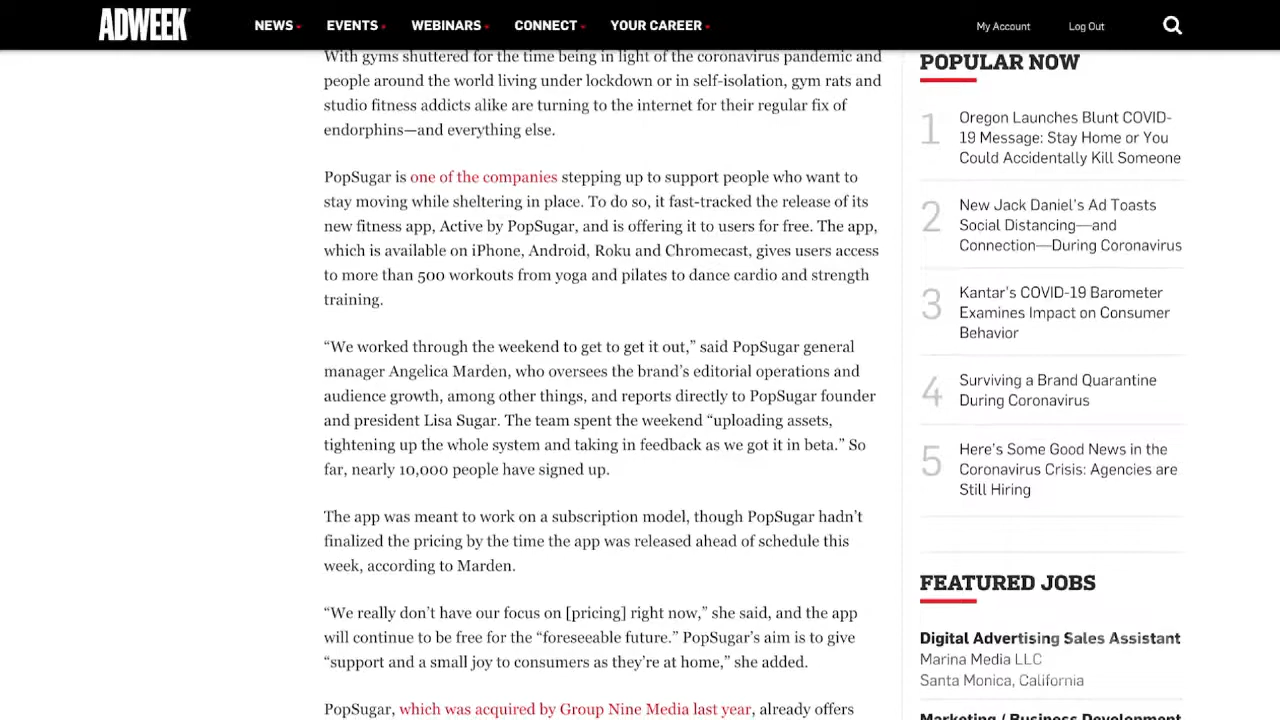 ADWEEK
NEWS EVENTS WEBINARS CONNECT YOUR CAREER My Account Log Out
With gyms shuttered for the time being in light of the coronavirus pandemic and
people around the world living under lockdown or in self-isolation, gym rats and
studio fitness addicts alike are turning to the internet for their regular fix of
endorphins—and everything else.
PopSugar is one of the companies stepping up to support people who want to
stay moving while sheltering in place. To do so, it fast-tracked the release of its
new fitness app, Active by PopSugar, and is offering it to users for free. The app,
which is available on iPhone, Android, Roku and Chromecast, gives users access
to more than 500 workouts from yoga and pilates to dance cardio and strength
training.
“We worked through the weekend to get to get it out,” said PopSugar general
manager Angelica Marden, who oversees the brand’s editorial operations and
audience growth, among other things, and reports directly to PopSugar founder
and president Lisa Sugar. The team spent the weekend “uploading assets,
tightening up the whole system and taking in feedback as we got it in beta.” So
far, nearly 10,000 people have signed up.
The app was meant to work on a subscription model, though PopSugar hadn’t
finalized the pricing by the time the app was released ahead of schedule this
week, according to Marden.
“We really don’t have our focus on [pricing] right now,” she said, and the app
will continue to be free for the “foreseeable future.” PopSugar’s aim is to give
“support and a small joy to consumers as they’re at home,” she added.
PopSugar, which was acquired by Group Nine Media last year, already offers
POPULAR NOW
1 Oregon Launches Blunt COVID-
19 Message: Stay Home or You
Could Accidentally Kill Someone
2 New Jack Daniel’s Ad Toasts
Social Distancing—and
Connection—During Coronavirus
3 Kantar’s COVID-19 Barometer
Examines Impact on Consumer
Behavior
4 Surviving a Brand Quarantine
During Coronavirus
5 Here’s Some Good News in the
Coronavirus Crisis: Agencies are
Still Hiring
FEATURED JOBS
Digital Advertising Sales Assistant
Marina Media LLC
Santa Monica, California
Marketing / Business Development